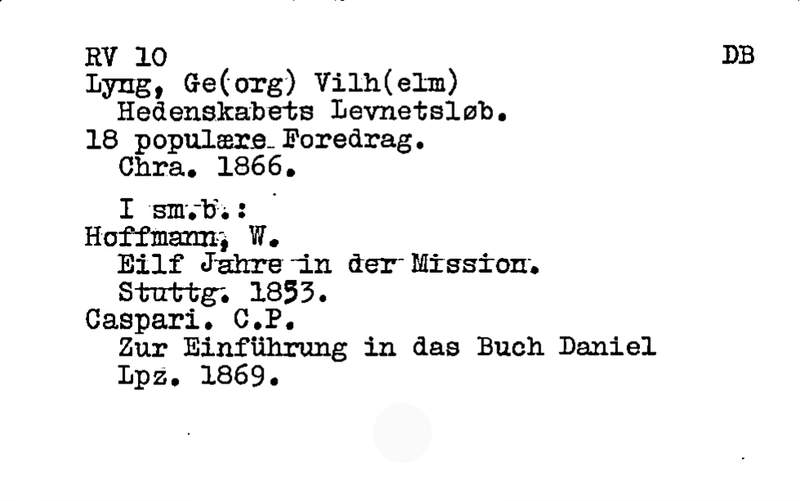 RV 10 DB
Lyng, Ge(org) Vilh(elm)
Hedenskabets Levnetsløb.
18 populære Foredrag.
Chra. 1866.
I sm.b.:
Hoffmann, W.
Eilf Jahre in der Mission.
Stuttg. 1853.
Caspari. C.P.
Zur Einführung in das Buch Daniel
Lpz. 1869.